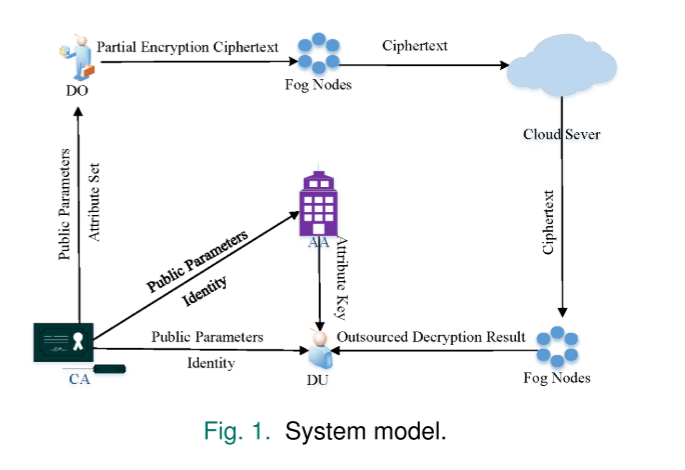 Partial Encryption Ciphertext
Ciphertext
DO
Fog Nodes
Cloud Sever
Public Parameters
Attribute Set
Public Parameters
Identity
AA
Attribute Key
Ciphertext
Public Parameters
Identity
Outsourced Decryption Result
CA
DU
Fog Nodes
Fig. 1. System model.